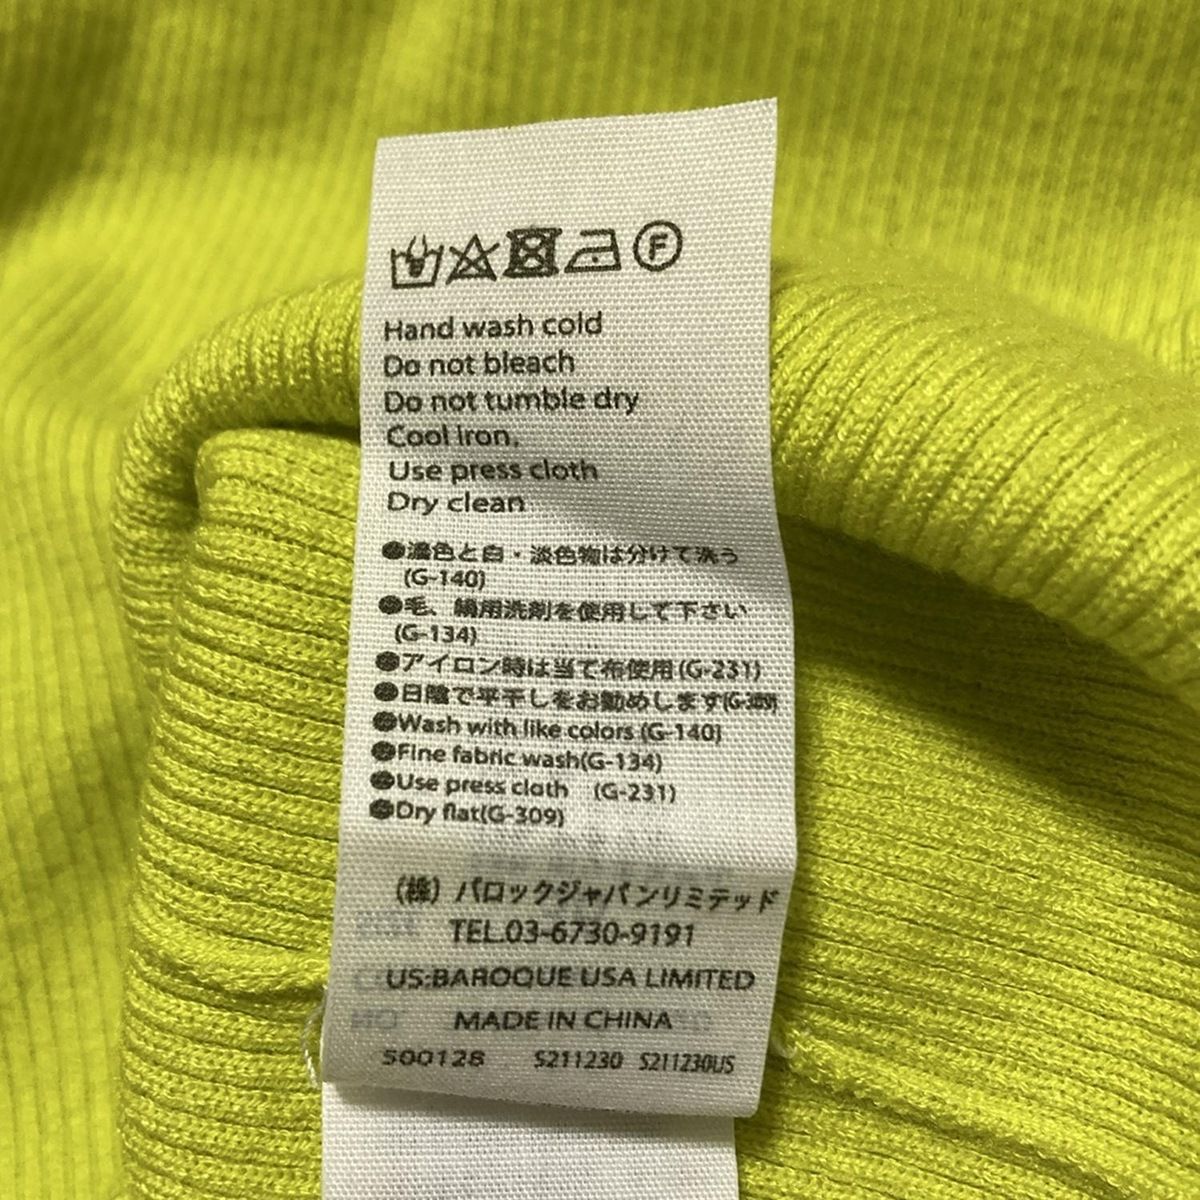 F
Hand wash cold
Do not bleach
Do not tumble dry
Cool iron.
Use press cloth
Dry clean
●濃色と白・淡色物は分けて洗う
(G-140)
●毛、絹用洗剤を使用して下さい
(G-134)
●アイロン時は当て布使用(G-231)
●日陰で平干しをお勧めします(G-309)
●Wash with like colors (G-140)
●Fine fabric wash(G-134)
●Use press cloth (G-231)
●Dry flat(G-309)
(株) バロックジャパンリミテッド
TEL.03-6730-9191
US:BAROQUE USA LIMITED
MADE IN CHINA
500128 S211230 S211230US